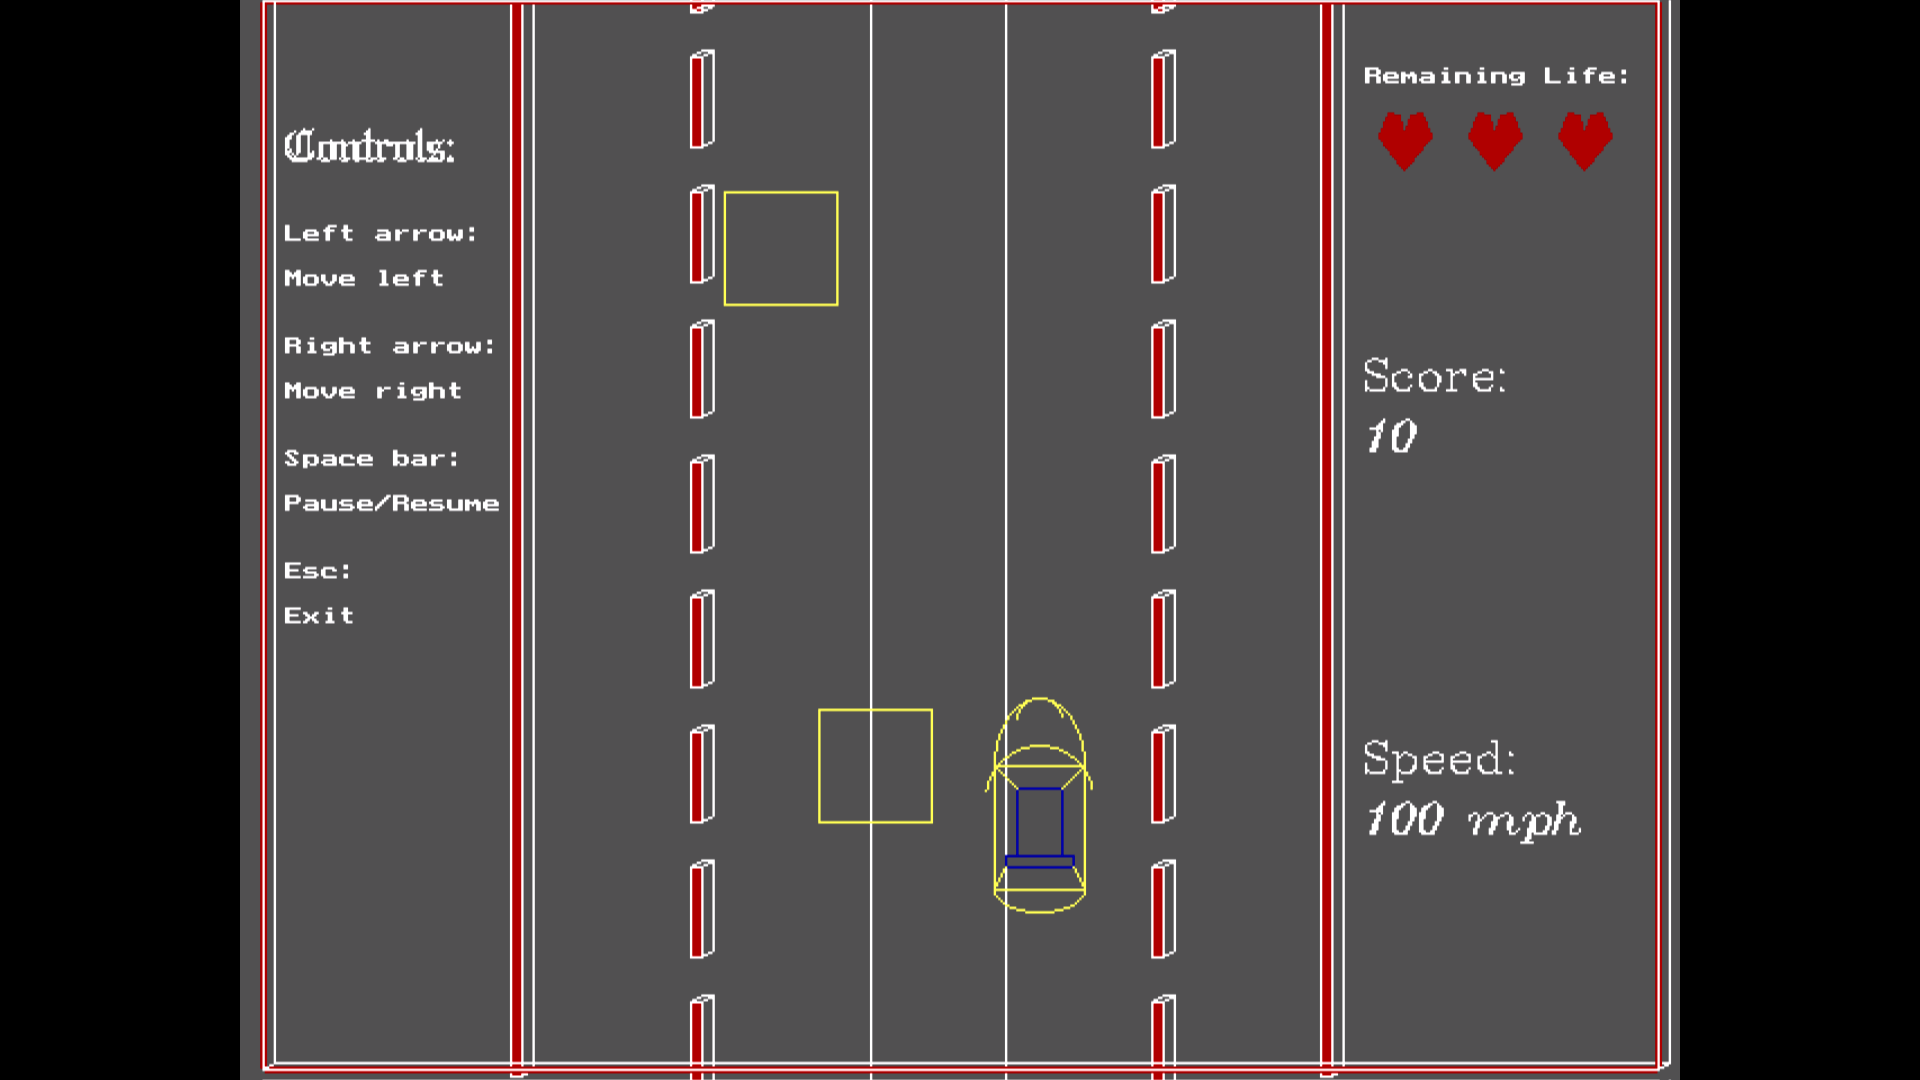 Controls:
Left arrow:
Move left
Right arrow:
Move right
Space bar:
Pause/Resume
Esc:
Exit
Remaining Life:
Score:
10
Speed:
100 mph